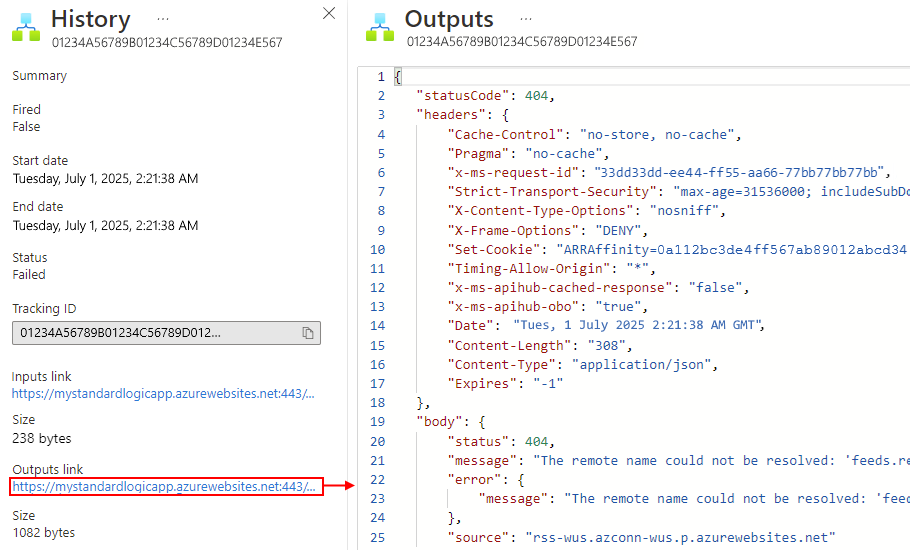 History ...
01234A56789B01234C56789D01234E567
Summary
Fired
False
Start date
Tuesday, July 1, 2025, 2:21:38 AM
End date
Tuesday, July 1, 2025, 2:21:38 AM
Status
Failed
Tracking ID
01234A56789B01234C56789D012...
Inputs link
https://mystandardlogicapp.azurewebsites.net:443/...
Size
238 bytes
Outputs link
https://mystandardlogicapp.azurewebsites.net:443/...
Size
1082 bytes
Outputs ...
01234A56789B01234C56789D01234E567
1 {
2 "statusCode": 404,
3 "headers": {
4 "Cache-Control": "no-store, no-cache",
5 "Pragma": "no-cache",
6 "x-ms-request-id": "33dd33dd-ee44-ff55-aa66-77bb77bb77bb",
7 "Strict-Transport-Security": "max-age=31536000; includeSubDo
8 "X-Content-Type-Options": "nosniff",
9 "X-Frame-Options": "DENY",
10 "Set-Cookie": "ARRAffinity=0a112bc3de4ff567ab89012abcd34
11 "Timing-Allow-Origin": "*",
12 "x-ms-apihub-cached-response": "false",
13 "x-ms-apihub-obo": "true",
14 "Date": "Tues, 1 July 2025 2:21:38 AM GMT",
15 "Content-Length": "308",
16 "Content-Type": "application/json",
17 "Expires": "-1"
18 },
19 "body": {
20 "status": 404,
21 "message": "The remote name could not be resolved: 'feeds.re
22 "error": {
23 "message": "The remote name could not be resolved: 'feed
24 },
25 "source": "rss-wus.azconn-wus.p.azurewebsites.net"